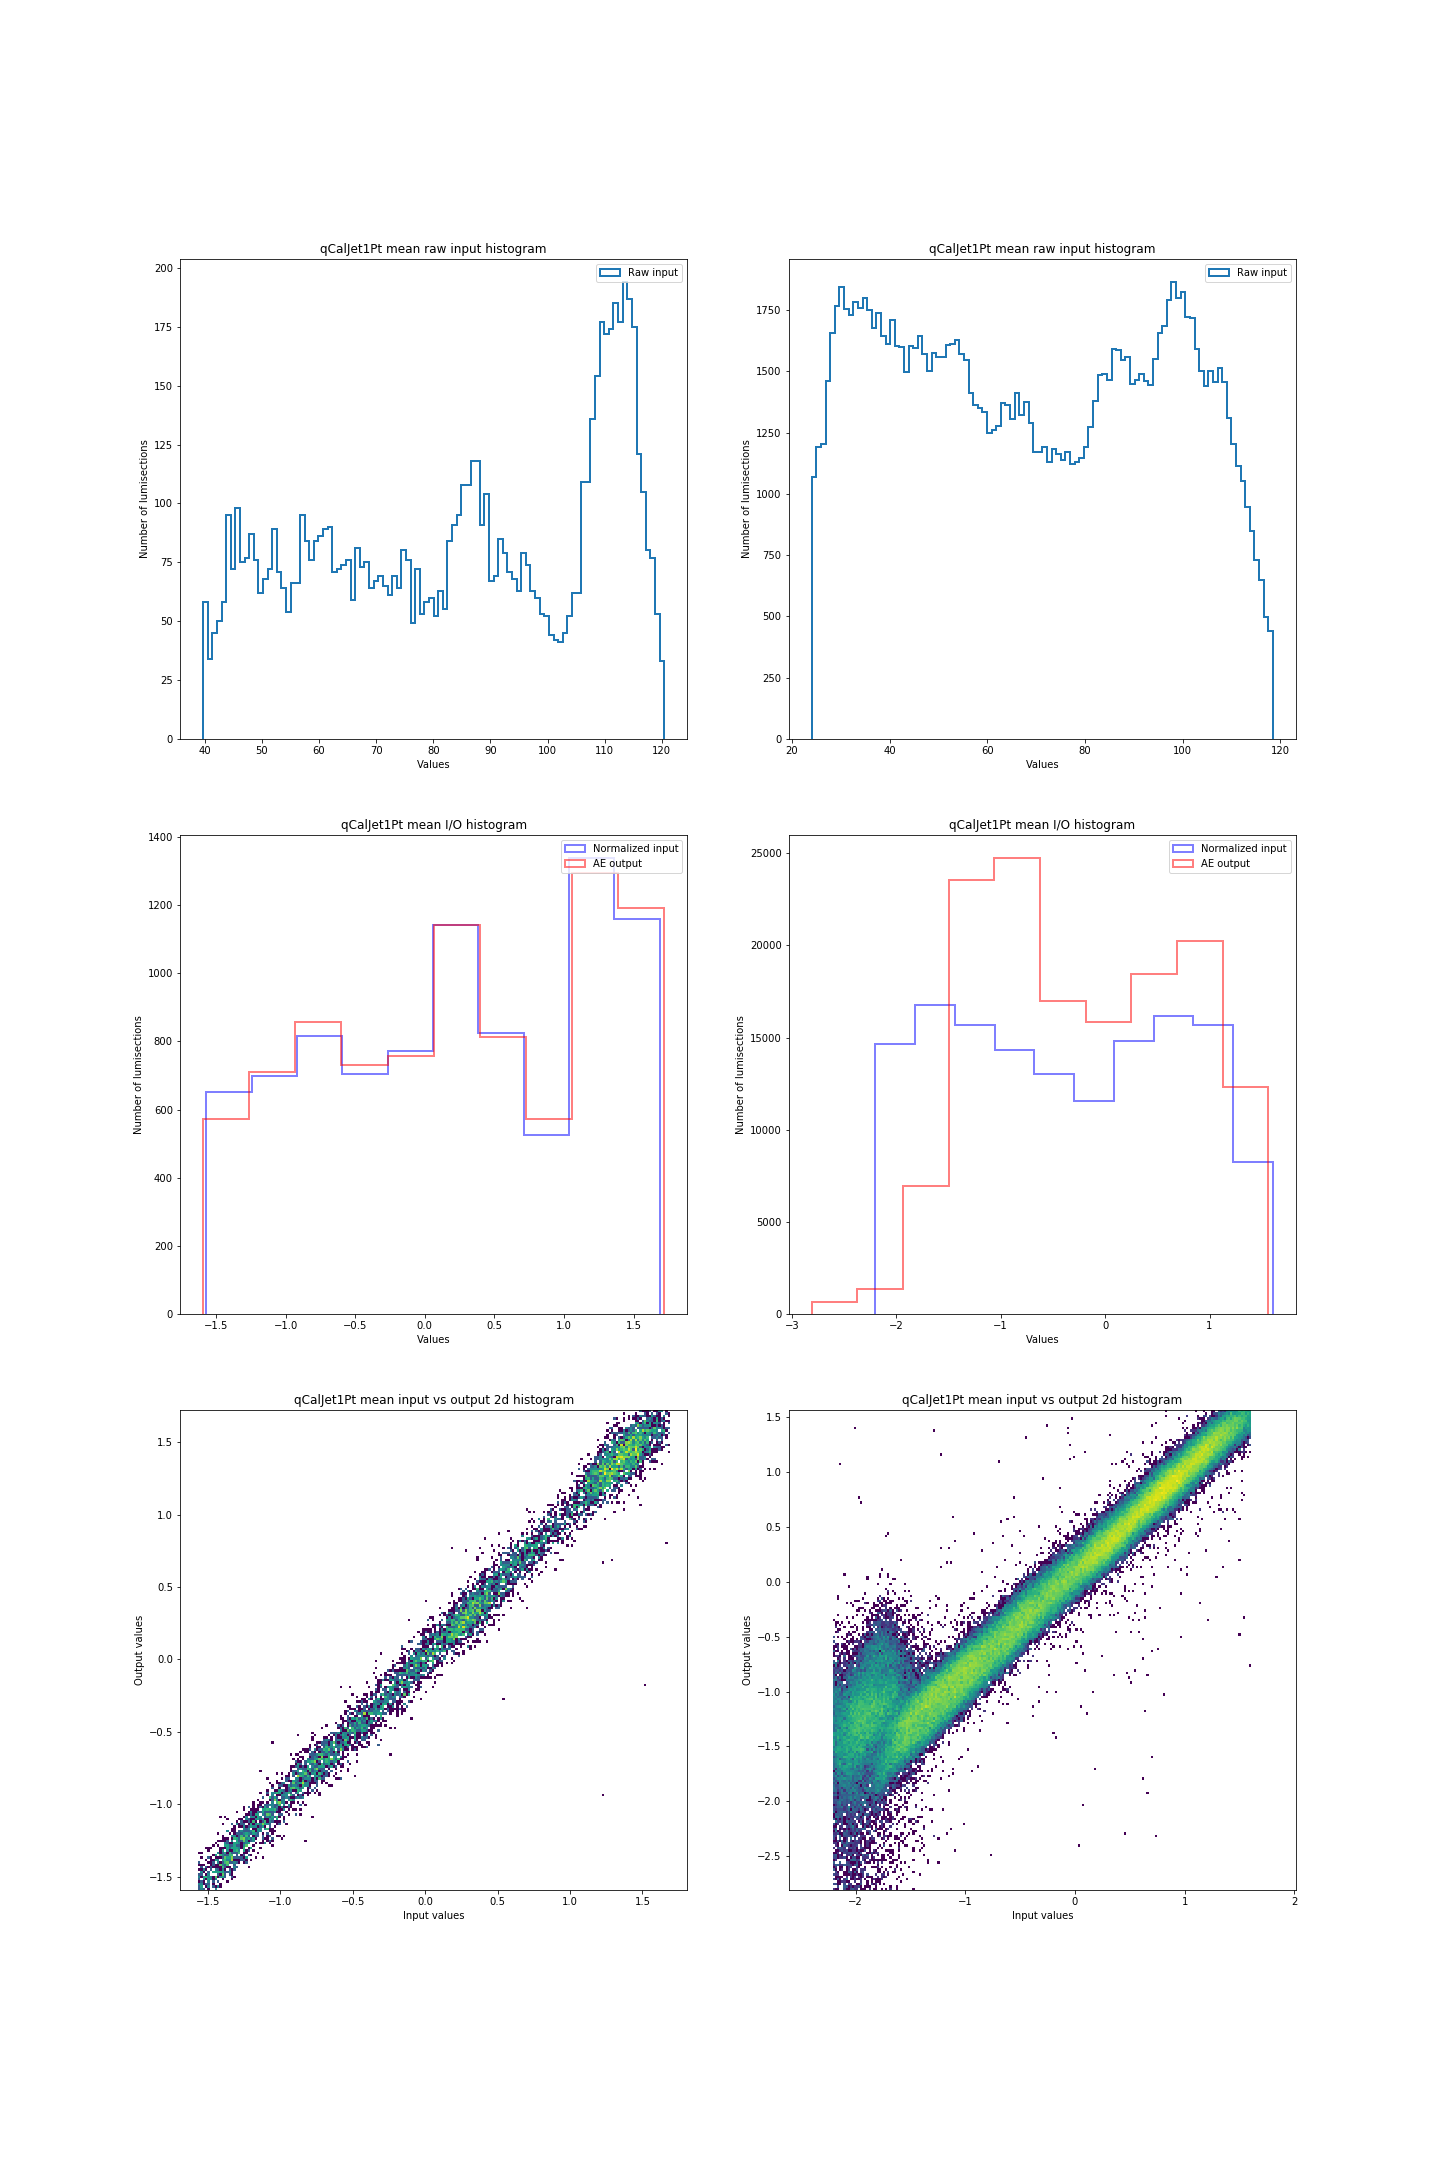 qCalJet1Pt mean raw input histogram
Raw input
200
175
150
125
100
75
50
25
0
Number of lumisections
40 50 60 70 80 90 100 110 120
Values
qCalJet1Pt mean raw input histogram
Raw input
1750
1500
1250
1000
750
500
250
0
Number of lumisections
20 40 60 80 100 120
Values
qCalJet1Pt mean I/O histogram
Normalized input
AE output
1400
1200
1000
800
600
400
200
0
Number of lumisections
−1.5 −1.0 −0.5 0.0 0.5 1.0 1.5
Values
qCalJet1Pt mean I/O histogram
Normalized input
AE output
25000
20000
15000
10000
5000
0
Number of lumisections
−3 −2 −1 0 1
Values
qCalJet1Pt mean input vs output 2d histogram
1.5
1.0
0.5
0.0
−0.5
−1.0
−1.5
Output values
−1.5 −1.0 −0.5 0.0 0.5 1.0 1.5
Input values
qCalJet1Pt mean input vs output 2d histogram
1.5
1.0
0.5
0.0
−0.5
−1.0
−1.5
−2.0
−2.5
Output values
−2 −1 0 1 2
Input values